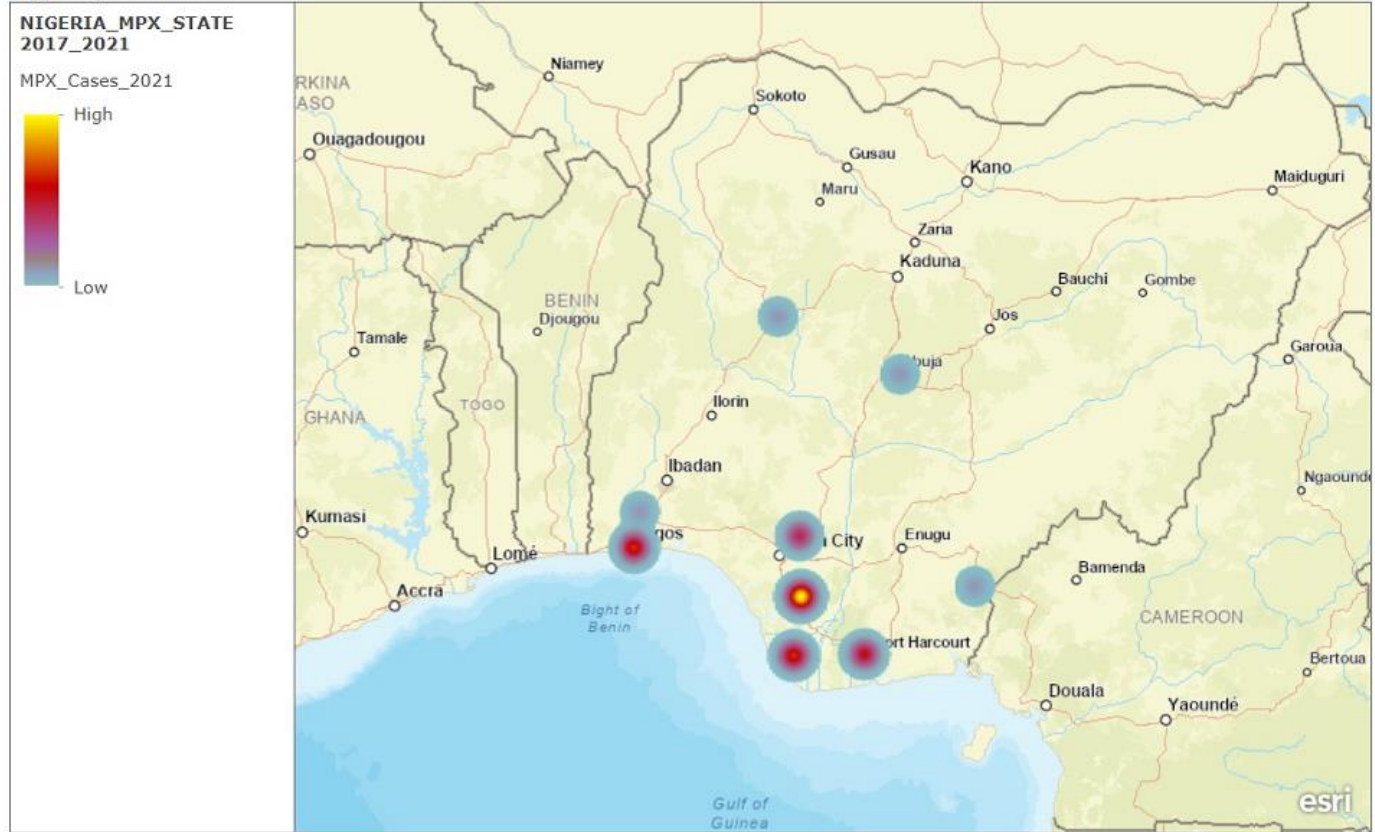 NIGERIA_MPX_STATE
2017_2021
MPX_Cases_2021
High
Low
Niamey
RKINA
ASO
Sokoto
Ouagadougou
Gusau
Kano
Maru
Maiduguri
Zaria
Kaduna
Bauchi
Gombe
BENIN
Djougou
Jos
Tamale
Garoua
buja
TOGO
Ilorin
GHANA
Ibadan
Ngaound
Kumasi
gos
City
Enugu
Lomé
Bamenda
Accra
Bight of
Benin
CAMEROON
ort Harcourt
Bertoua
Douala
Yaoundé
esri
Gulf of
Guinea